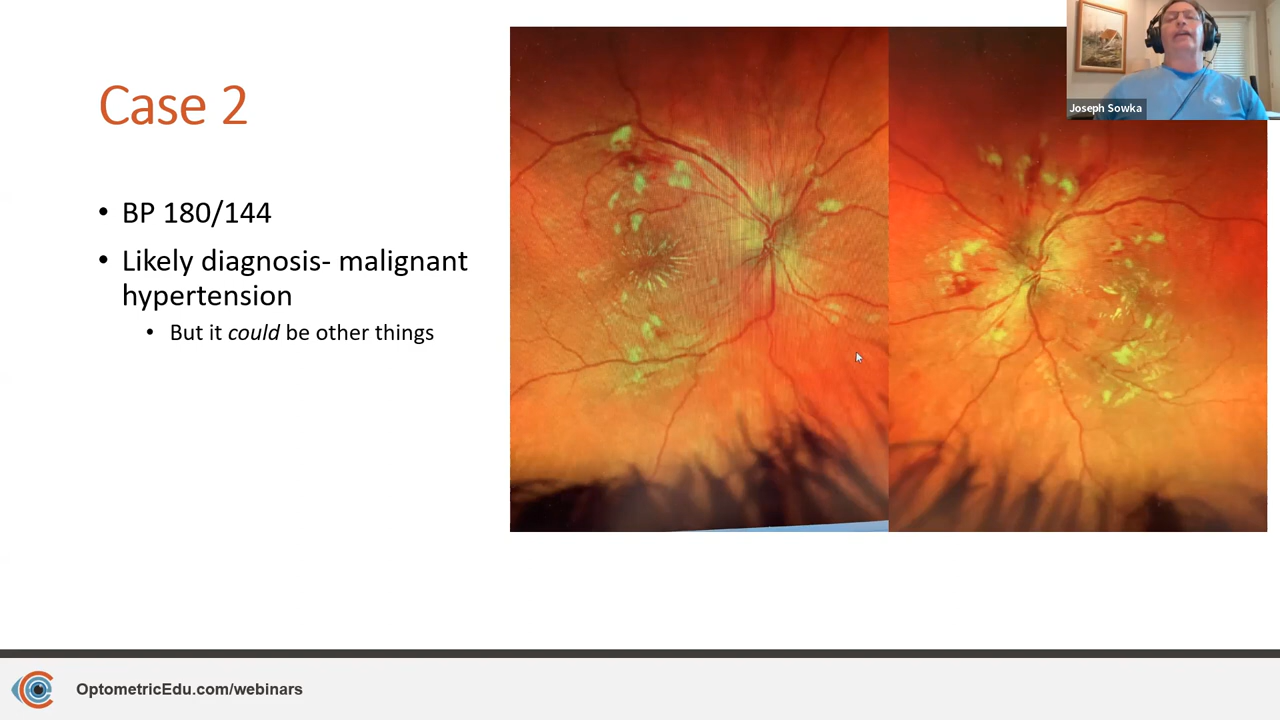 Case 2
• BP 180/144
• Likely diagnosis- malignant
hypertension
• But it could be other things
Joseph Sowka
OptometricEdu.com/webinars